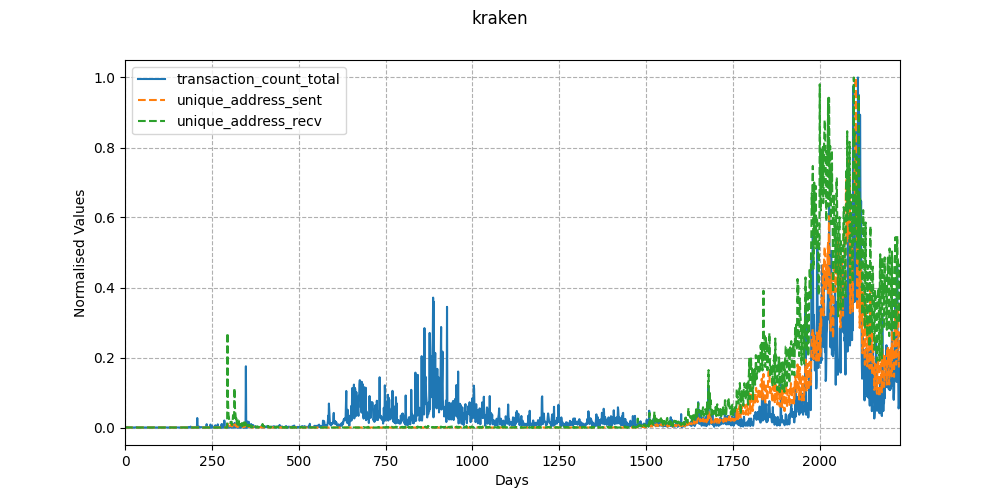 kraken
transaction_count_total
unique_address_sent
unique_address_recv
1.0
0.8
0.6
0.4
0.2
0.0
Normalised Values
0 250 500 750 1000 1250 1500 1750 2000
Days